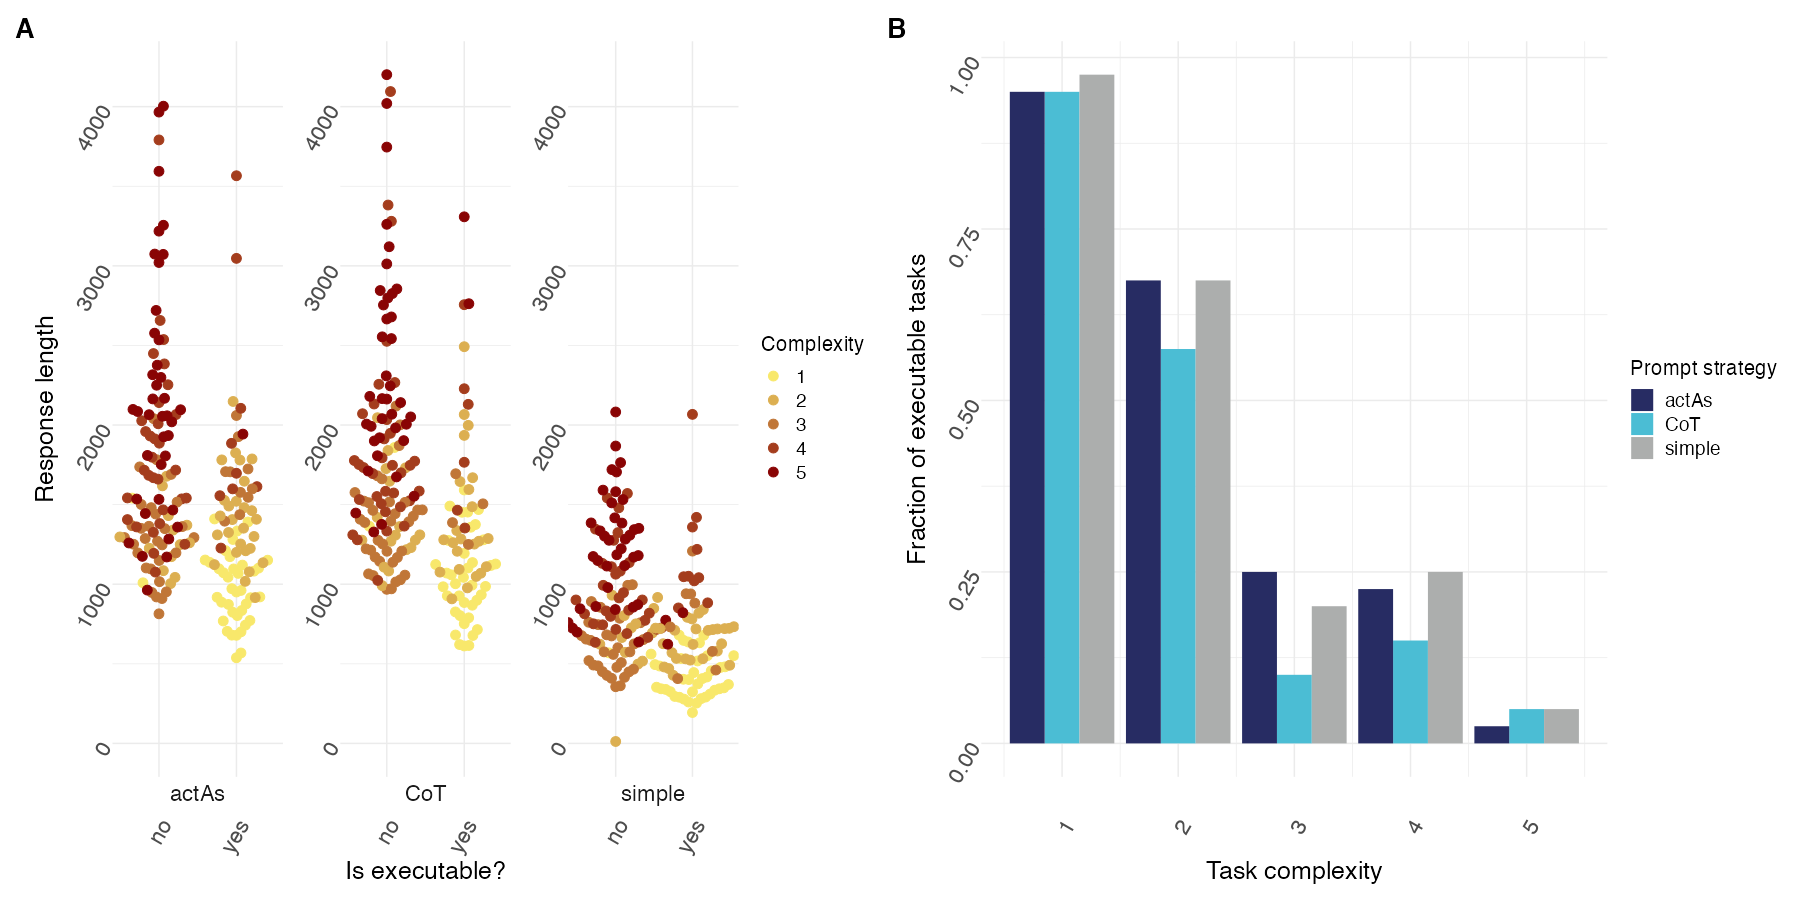 A
B
Response length
4000
3000
2000
1000
0
4000
3000
2000
1000
0
4000
3000
2000
1000
0
actAs
CoT
simple
no
yes
no
yes
no
yes
Is executable?
Complexity
1
2
3
4
5
Fraction of executable tasks
1.00
0.75
0.50
0.25
0.00
1
2
3
4
5
Task complexity
Prompt strategy
actAs
CoT
simple